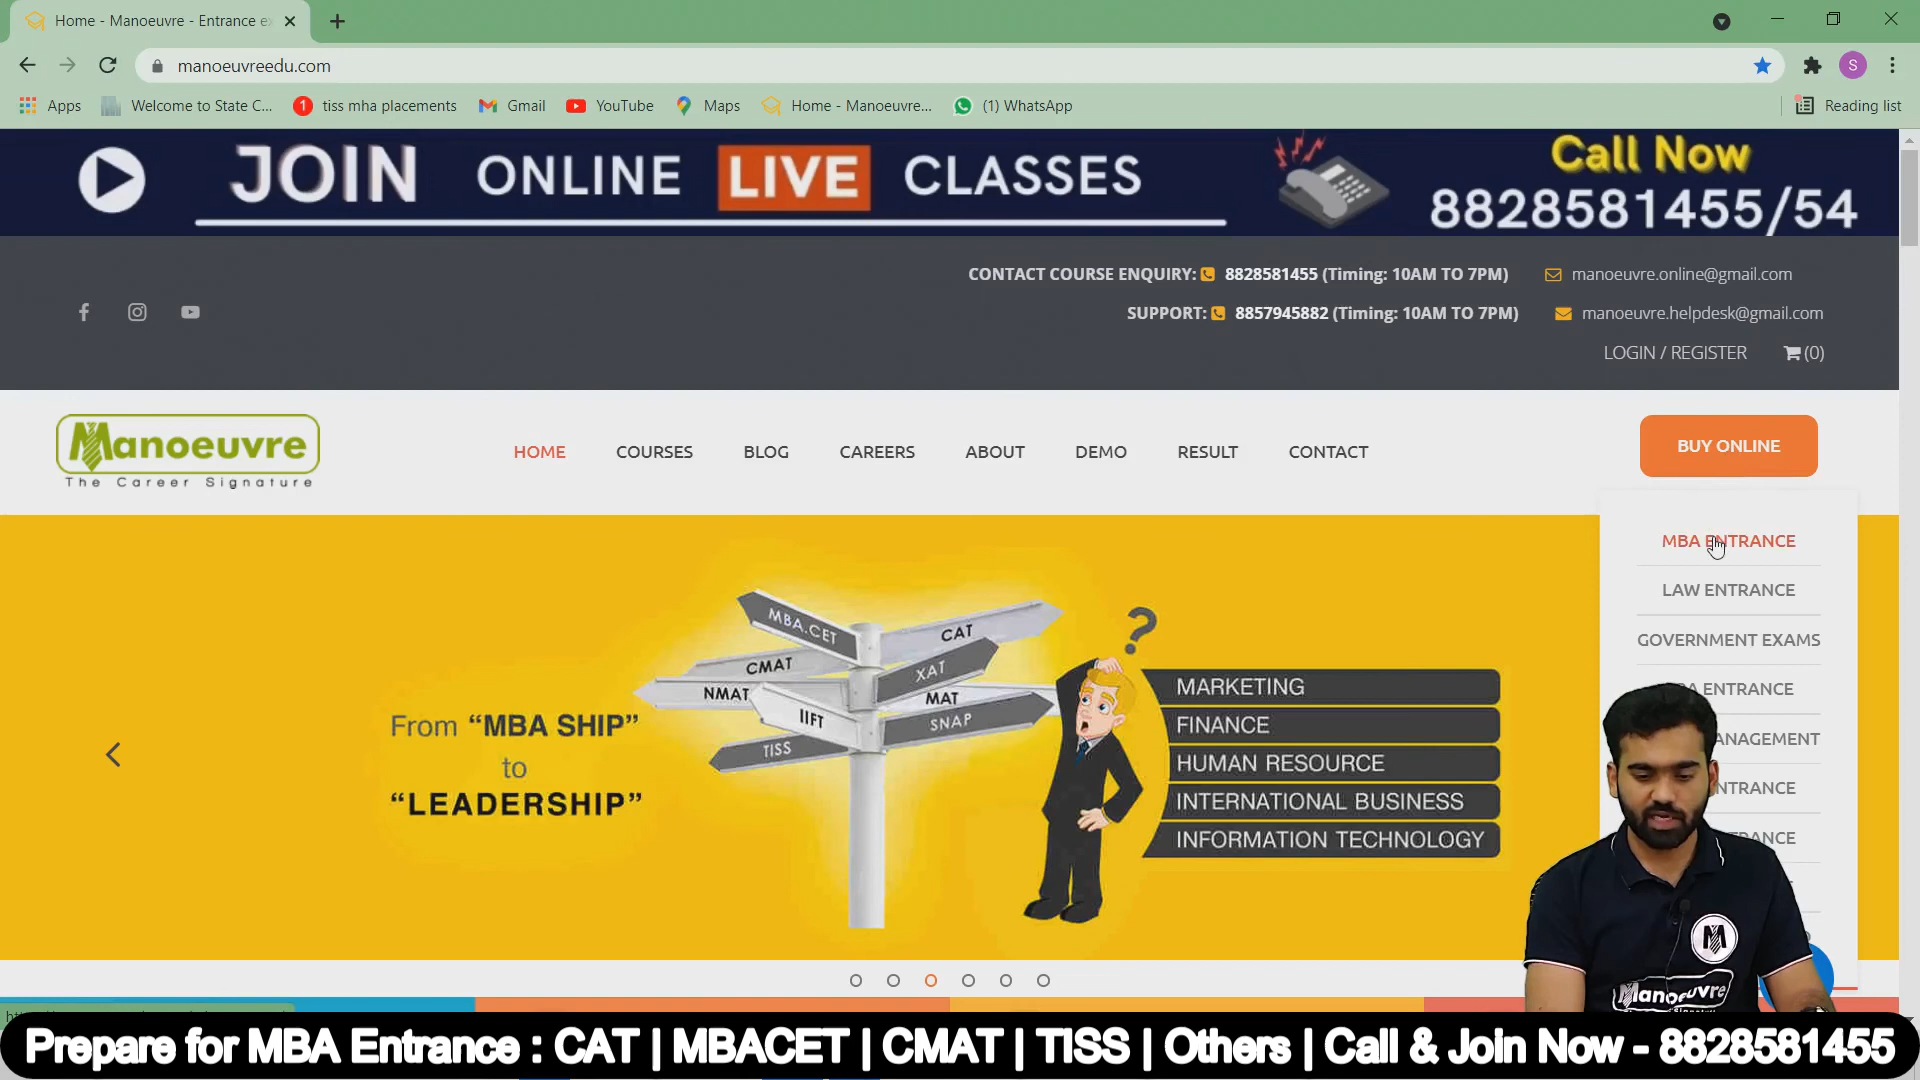 Home - Manoeuvre - Entrance e
manoeuvreedu.com
S
Apps
Welcome to State C...
1
tiss mha placements
Gmail
YouTube
Maps
Home - Manoeuvre...
(1) WhatsApp
Reading list
JOIN ONLINE LIVE CLASSES
Call Now
8828581455/54
CONTACT COURSE ENQUIRY: 8828581455 (Timing: 10AM TO 7PM)
manoeuvre.online@gmail.com
SUPPORT: 8857945882 (Timing: 10AM TO 7PM)
manoeuvre.helpdesk@gmail.com
LOGIN / REGISTER
(0)
Manoeuvre
The Career Signature
HOME
COURSES
BLOG
CAREERS
ABOUT
DEMO
RESULT
CONTACT
BUY ONLINE
MBA ENTRANCE
LAW ENTRANCE
GOVERNMENT EXAMS
ENTRANCE
From “MBA SHIP”
to
“LEADERSHIP”
MBA.CET
CAT
CMAT
XAT
NMAT
MAT
IIFT
SNAP
TISS
?
MARKETING
FINANCE
HUMAN RESOURCE
INTERNATIONAL BUSINESS
INFORMATION TECHNOLOGY
M
Manoeuvre
Prepare for MBA Entrance : CAT | MBACET | CMAT | TISS | Others | Call & Join Now - 8828581455